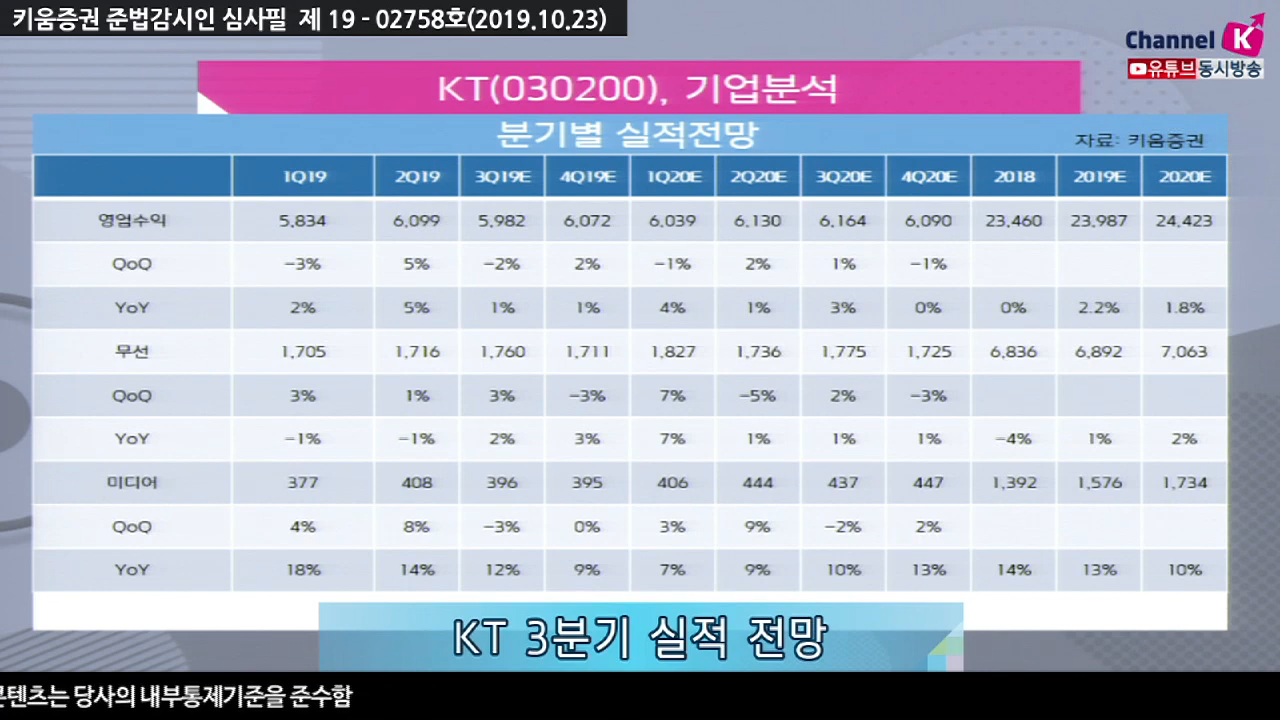 키움증권 준법감시인 심사필 제 19 - 02758호(2019.10.23)
Channel K
유튜브 동시방송
KT(030200), 기업분석
분기별 실적전망
자료: 키움증권
1Q19 2Q19 3Q19E 4Q19E 1Q20E 2Q20E 3Q20E 4Q20E 2018 2019E 2020E
영업수익 5,834 6,099 5,982 6,072 6,039 6,130 6,164 6,090 23,460 23,987 24,423
QoQ -3% 5% -2% 2% -1% 2% 1% -1%
YoY 2% 5% 1% 1% 4% 1% 3% 0% 0% 2.2% 1.8%
무선 1,705 1,716 1,760 1,711 1,827 1,736 1,775 1,725 6,836 6,892 7,063
QoQ 3% 1% 3% -3% 7% -5% 2% -3%
YoY -1% -1% 2% 3% 7% 1% 1% 1% -4% 1% 2%
미디어 377 408 396 395 406 444 437 447 1,392 1,576 1,734
QoQ 4% 8% -3% 0% 3% 9% -2% 2%
YoY 18% 14% 12% 9% 7% 9% 10% 13% 14% 13% 10%
KT 3분기 실적 전망
콘텐츠는 당사의 내부통제기준을 준수함